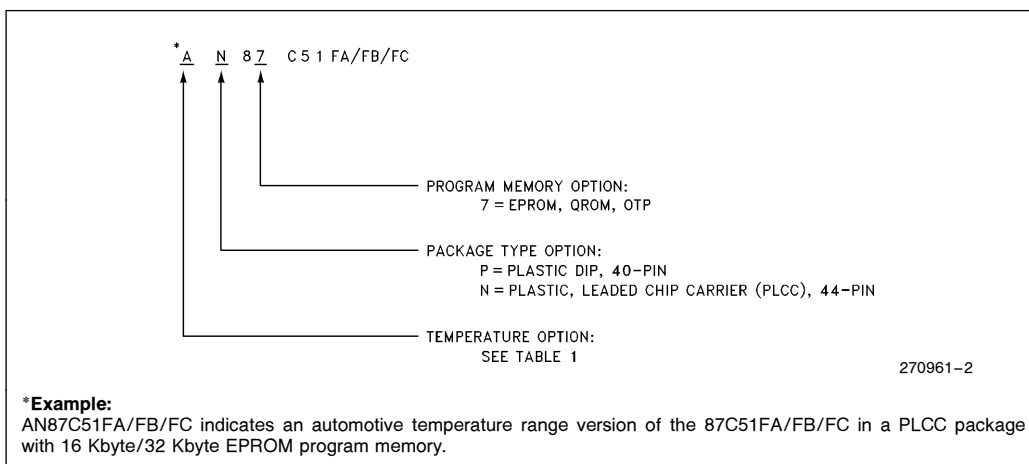 *A N 87 C51FA/FB/FC
PROGRAM MEMORY OPTION:
7 = EPROM, QROM, OTP
PACKAGE TYPE OPTION:
P = PLASTIC DIP, 40-PIN
N = PLASTIC, LEADED CHIP CARRIER (PLCC), 44-PIN
TEMPERATURE OPTION:
SEE TABLE 1
270961–2
*Example:
AN87C51FA/FB/FC indicates an automotive temperature range version of the 87C51FA/FB/FC in a PLCC package
with 16 Kbyte/32 Kbyte EPROM program memory.